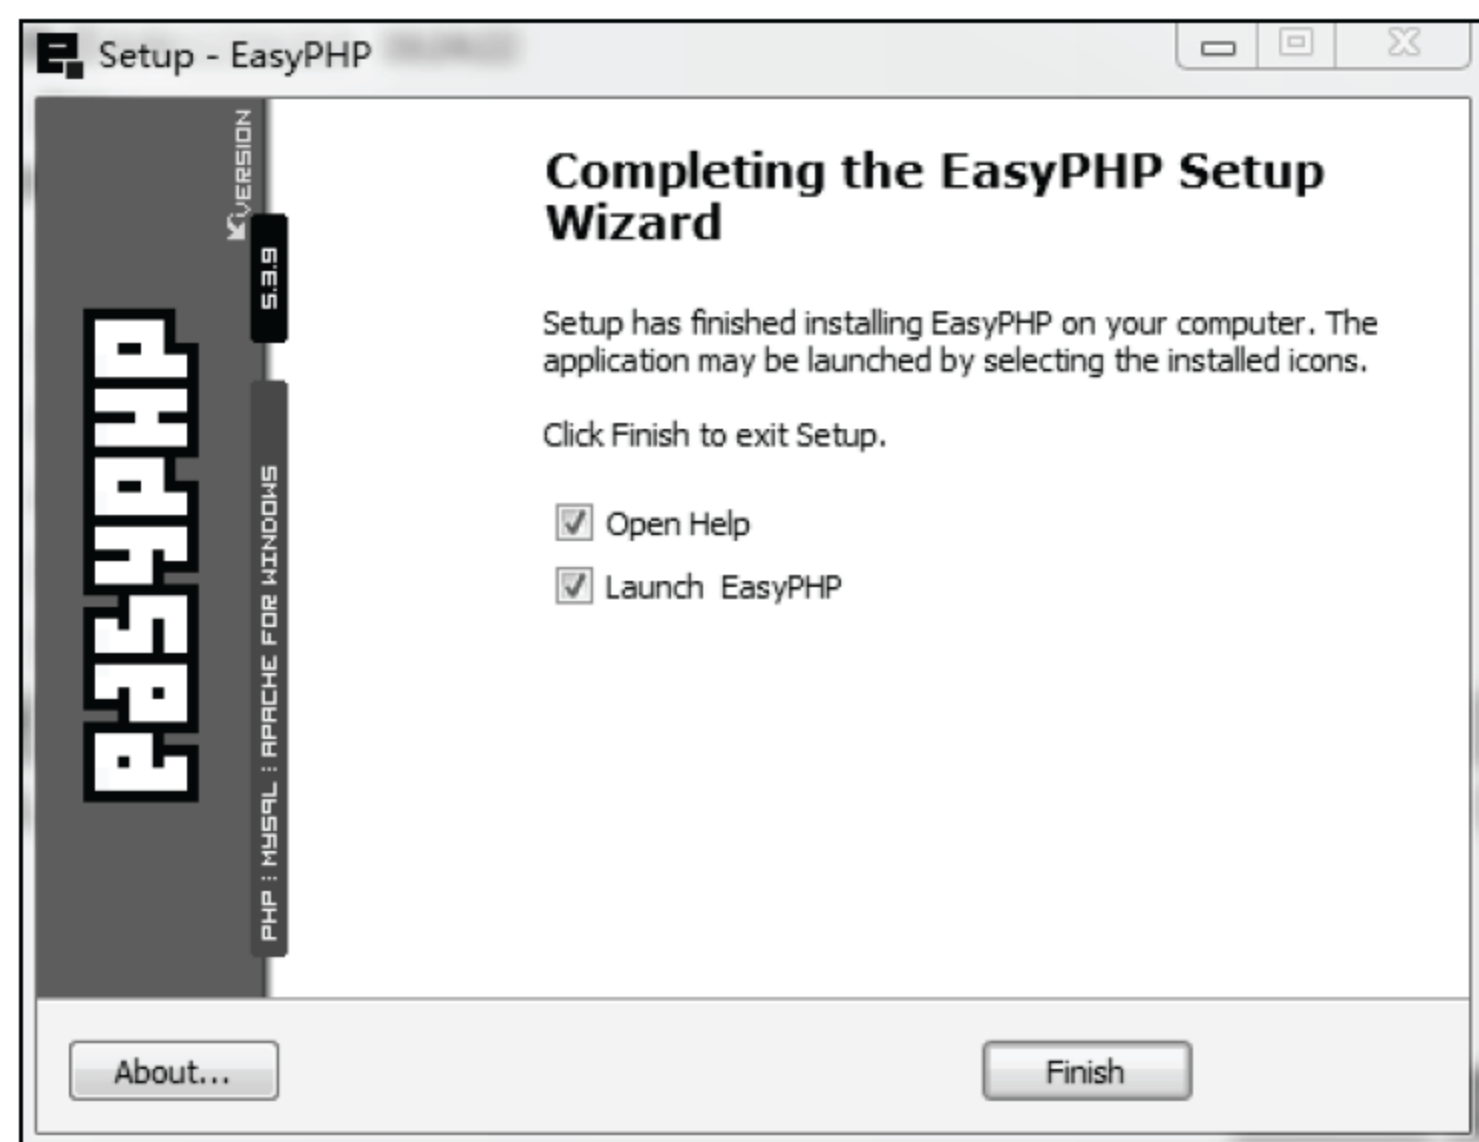 Setup - EasyPHP
VERSION
5.3.9
easyphp
PHP :: MYSQL :: APACHE FOR WINDOWS
Completing the EasyPHP Setup
Wizard
Setup has finished installing EasyPHP on your computer. The
application may be launched by selecting the installed icons.
Click Finish to exit Setup.
Open Help
Launch EasyPHP
About...
Finish